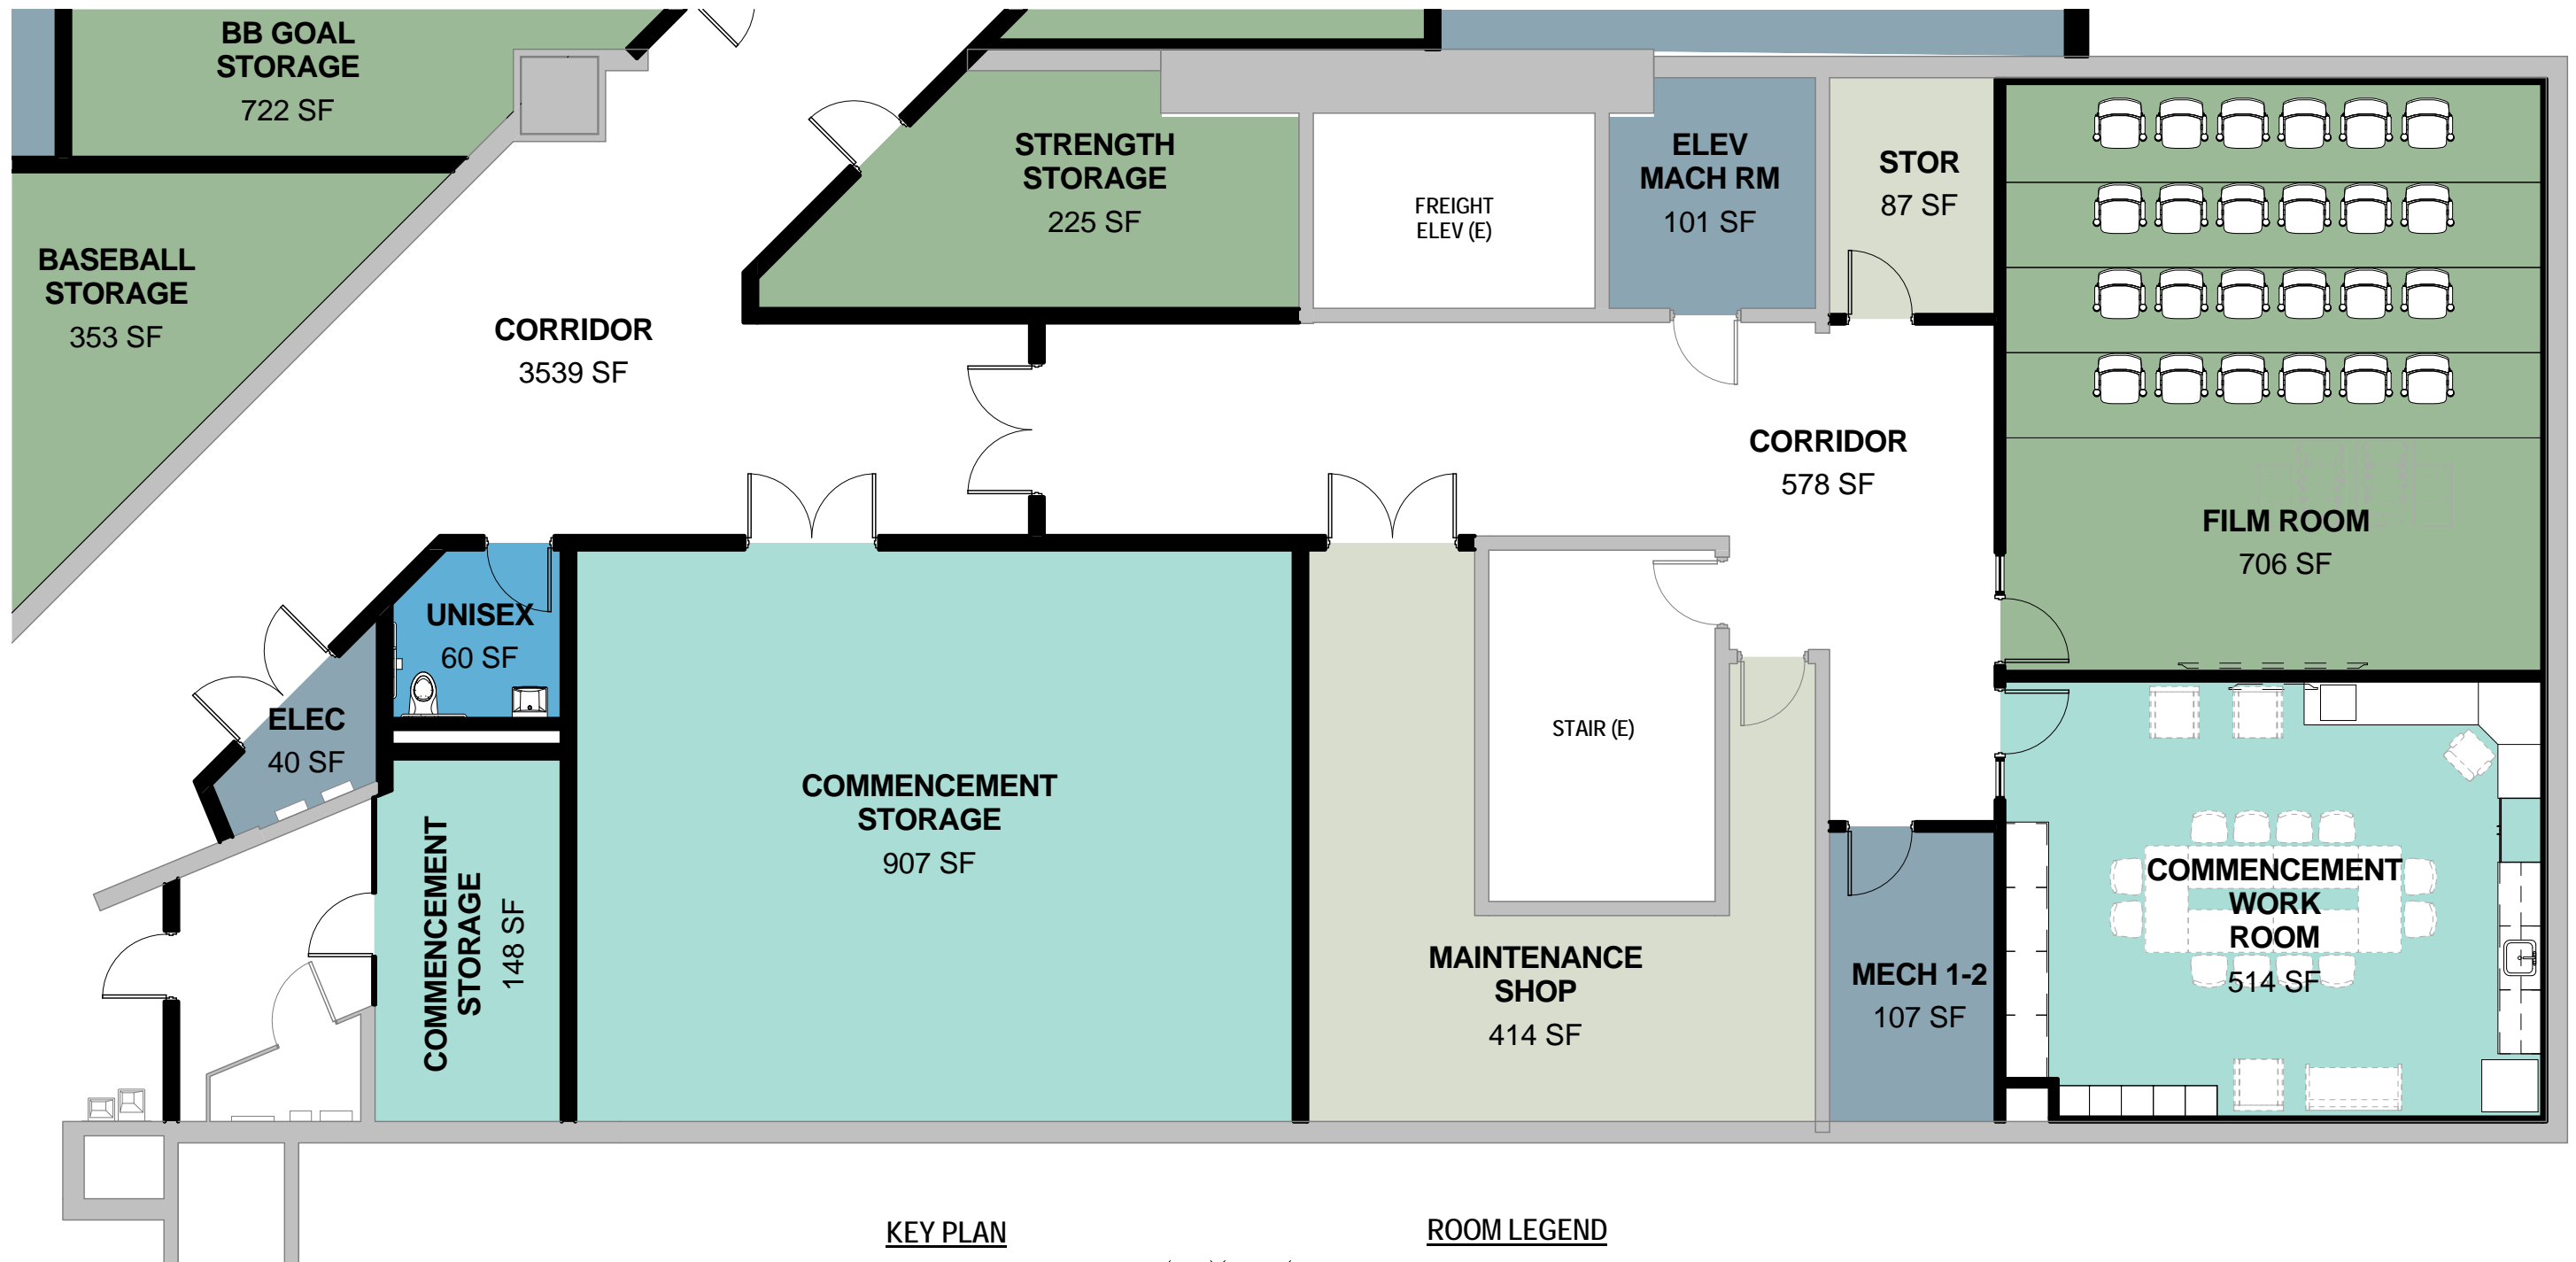 BB GOAL
STORAGE
722 SF
BASEBALL
STORAGE
353 SF
CORRIDOR
3539 SF
STRENGTH
STORAGE
225 SF
FREIGHT
ELEV (E)
ELEV
MACH RM
101 SF
STOR
87 SF
CORRIDOR
578 SF
FILM ROOM
706 SF
UNISEX
60 SF
ELEC
40 SF
COMMENCEMENT
STORAGE
148 SF
COMMENCEMENT
STORAGE
907 SF
STAIR (E)
MAINTENANCE
SHOP
414 SF
MECH 1-2
107 SF
COMMENCEMENT
WORK
ROOM
514 SF
KEY PLAN
ROOM LEGEND